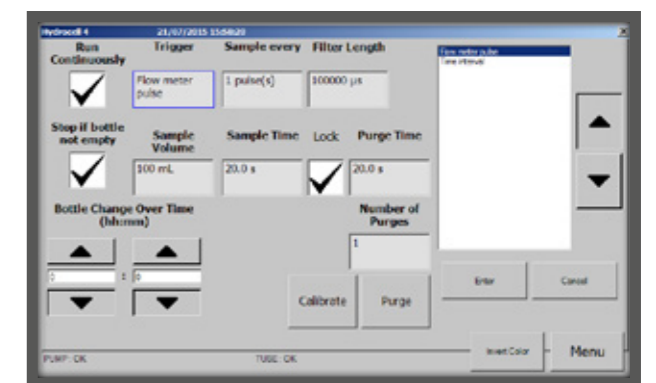 Hydrocell 4 21/07/2015 15:58:20 X
Run Continuously
Trigger
Sample every
Filter Length
Flow meter pulse
1 pulse(s)
100000 µs
Flow meter pulse
Time interval
Stop if bottle not empty
Sample Volume
Sample Time
Lock
Purge Time
100 mL
20.0 s
20.0 s
Bottle Change Over Time (hh:mm)
Number of Purges
:
1
Calibrate
Purge
Enter
Cancel
Invert Color
Menu
PUMP: OK
TUBE: OK